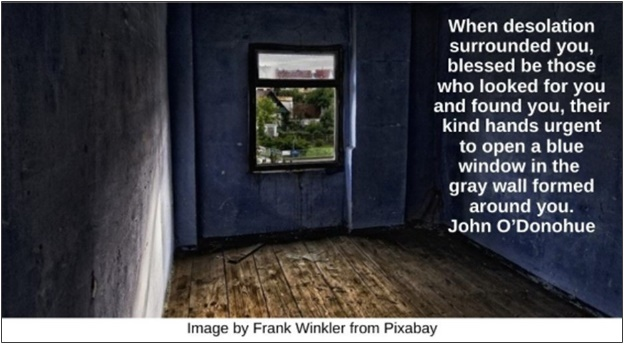 When desolation
surrounded you,
blessed be those
who looked for you
and found you, their
kind hands urgent
to open a blue
window in the
gray wall formed
around you.
John O’Donohue
Image by Frank Winkler from Pixabay